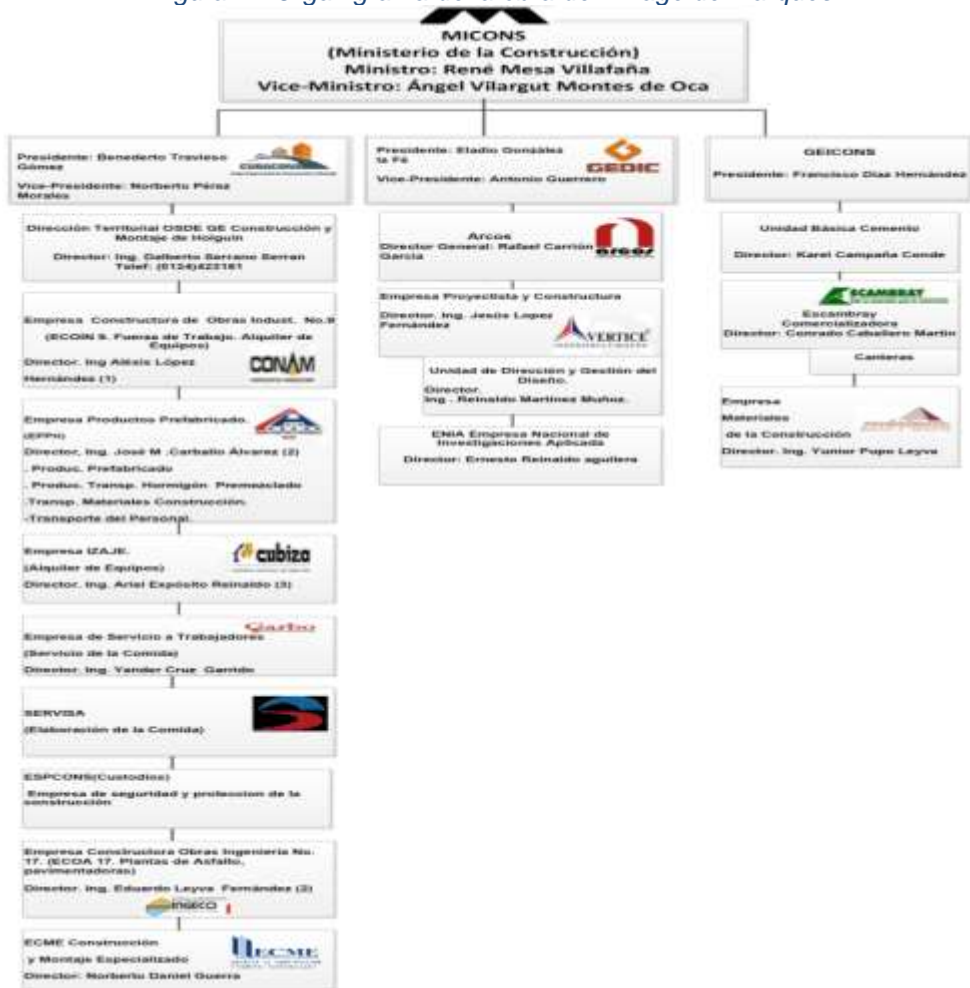 MICONS
(Ministerio de la Construcción)
Ministro: René Mesa Villafaña
Vice-Ministro: Ángel Vilargut Montes de Oca
Presidente: Benederto Travieso
Gómez
Vice-Presidente: Norberto Pérez
Morales
Dirección Territorial OSDE GE Construcción y
Montaje de Holguín
Director: Ing. Galberto Serrano Serran
Telef: (0124)423161
Empresa Constructora de Obras Indust. No.9
(ECOIN 9. Fuerza de Trabajo. Alquiler de
Equipos)
Director. Ing Alexis López
Hernández (1)
CONAM
Empresa Productos Prefabricado.
(EPPH)
Director, Ing. José M .Carballo Álvarez (2)
. Produc. Prefabricado
. Produc. Transp. Hormigón Premezclado
.Transp. Materiales Construcción.
-Transporte del Personal.
Empresa IZAJE.
(Alquiler de Equipos)
Director. Ing. Ariel Expósito Reinaldo (3)
cubiza
Empresa de Servicio a Trabajadores
(Servicio de la Comida)
Director. Ing. Yander Cruz Garrido
SERVISA
(Elaboración de la Comida)
ESPCONS(Custodios)
Empresa de seguridad y proteccion de la
construcción
Empresa Constructora Obras Ingeniería No.
17. (ECOA 17. Plantas de Asfalto,
pavimentadoras)
Director. Ing. Eduardo Leyva Fernández (2)
INGECO
ECME Construcción
y Montaje Especializado
Director: Norberto Daniel Guerra
ECME
Presidente: Eladio González
la Fé
Vice-Presidente: Antonio Guerrero
GEDIC
Arcos
Director General: Rafael Carrión
García
arcos
Empresa Proyectista y Constructura
Director. Ing. Jesús Lopez
Fernández
VERTICE
Unidad de Dirección y Gestión del
Diseño.
Director.
Ing . Reinaldo Martínez Muñoz.
ENIA Empresa Nacional de
Investigaciones Aplicada
Director: Ernesto Reinaldo aguilera
GEICONS
Presidente: Francisco Díaz Hernández
Unidad Básica Cemento
Director: Karel Campaña Conde
ESCAMBRAY
Escambray
Comercializadora
Director: Conrado Caballero Martin
Canteras
Empresa
Materiales
de la Construcción
Director. Ing. Yunior Pupo Leyva